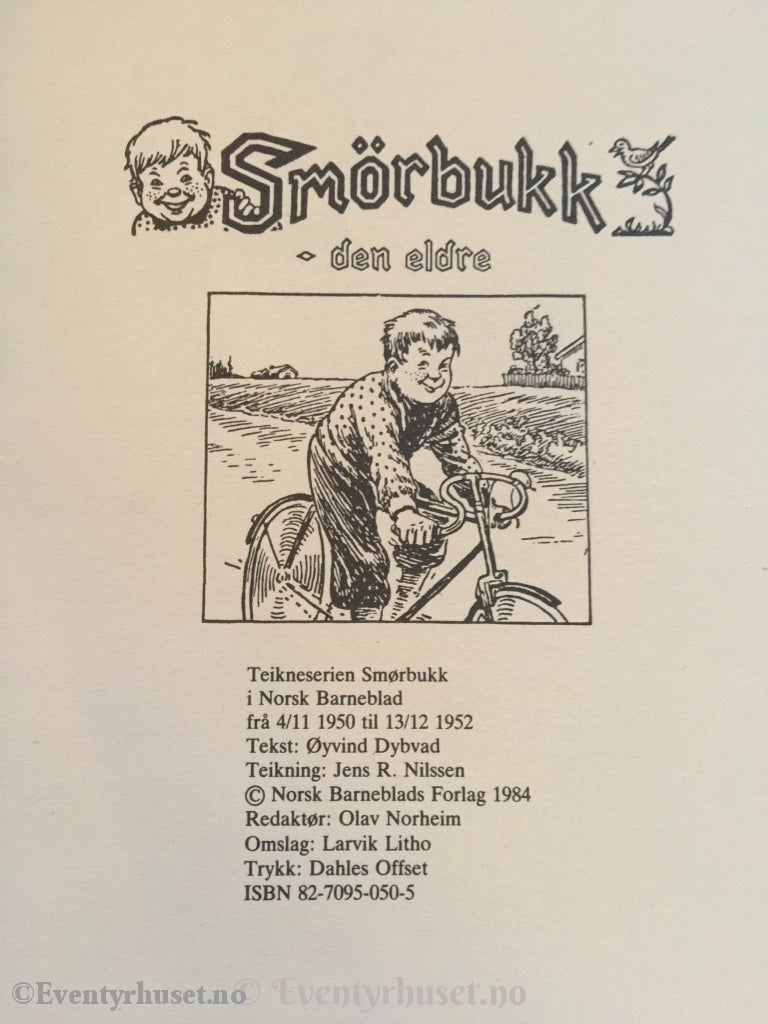 Smörbukk
- den eldre
Teikneserien Smørbukk
i Norsk Barneblad
frå 4/11 1950 til 13/12 1952
Tekst: Øyvind Dybvad
Teikning: Jens R. Nilssen
© Norsk Barneblads Forlag 1984
Redaktør: Olav Norheim
Omslag: Larvik Litho
Trykk: Dahles Offset
ISBN 82-7095-050-5
©Eventyrhuset.no © Eventyrhuset.no